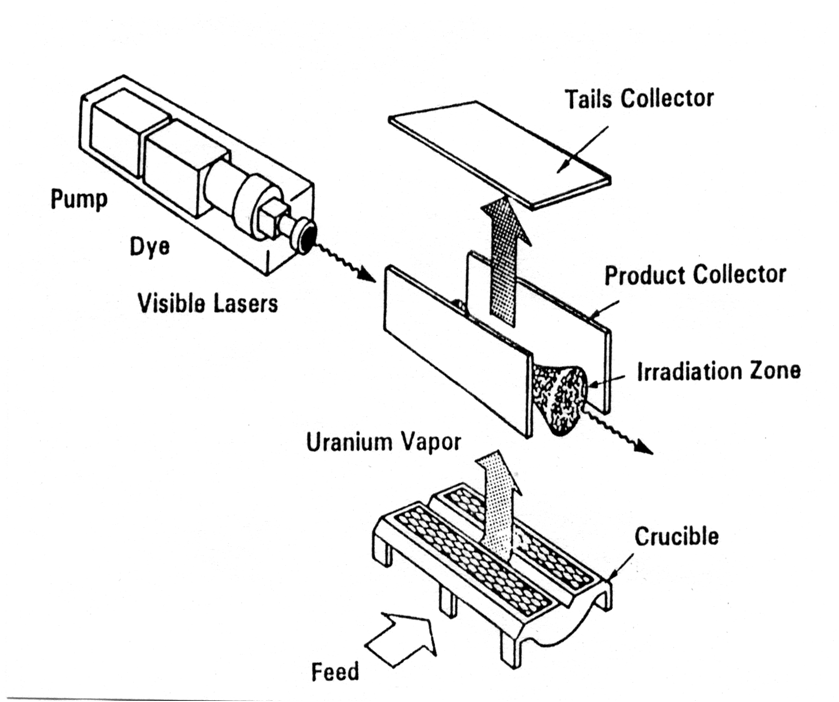 Tails Collector
Pump
Dye
Visible Lasers
Product Collector
Irradiation Zone
Uranium Vapor
Crucible
Feed